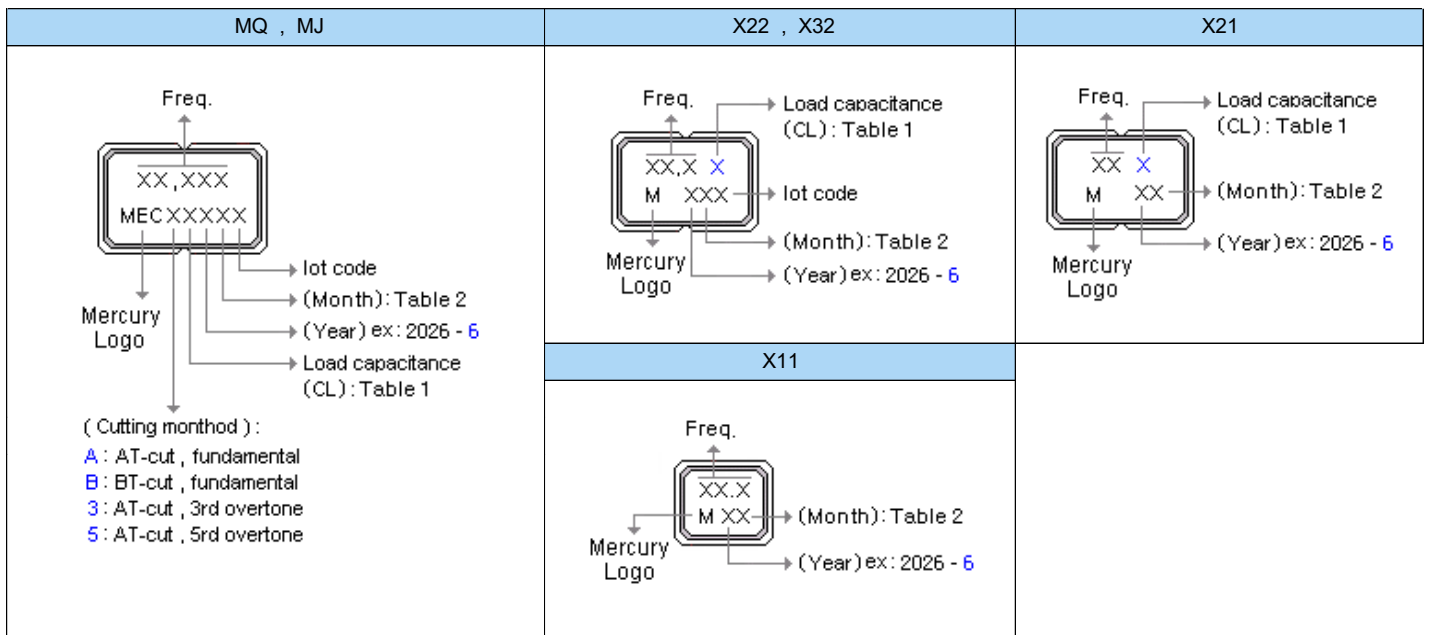 MQ , MJ
Freq.
XX.XXX
MECXXXXX
lot code
(Month): Table 2
(Year) ex: 2026 - 6
Load capacitance
(CL): Table 1
Mercury
Logo
( Cutting monthod ) :
A : AT-cut , fundamental
B : BT-cut , fundamental
3 : AT-cut , 3rd overtone
5 : AT-cut , 5rd overtone
X22 , X32
Freq.
Load capacitance
(CL): Table 1
XX.X X
M XXX
lot code
(Month): Table 2
(Year) ex: 2026 - 6
Mercury
Logo
X21
Freq.
Load capacitance
(CL): Table 1
XX X
M XX
(Month): Table 2
(Year) ex: 2026 - 6
Mercury
Logo
X11
Freq.
XX.X
M XX
(Month): Table 2
(Year) ex: 2026 - 6
Mercury
Logo